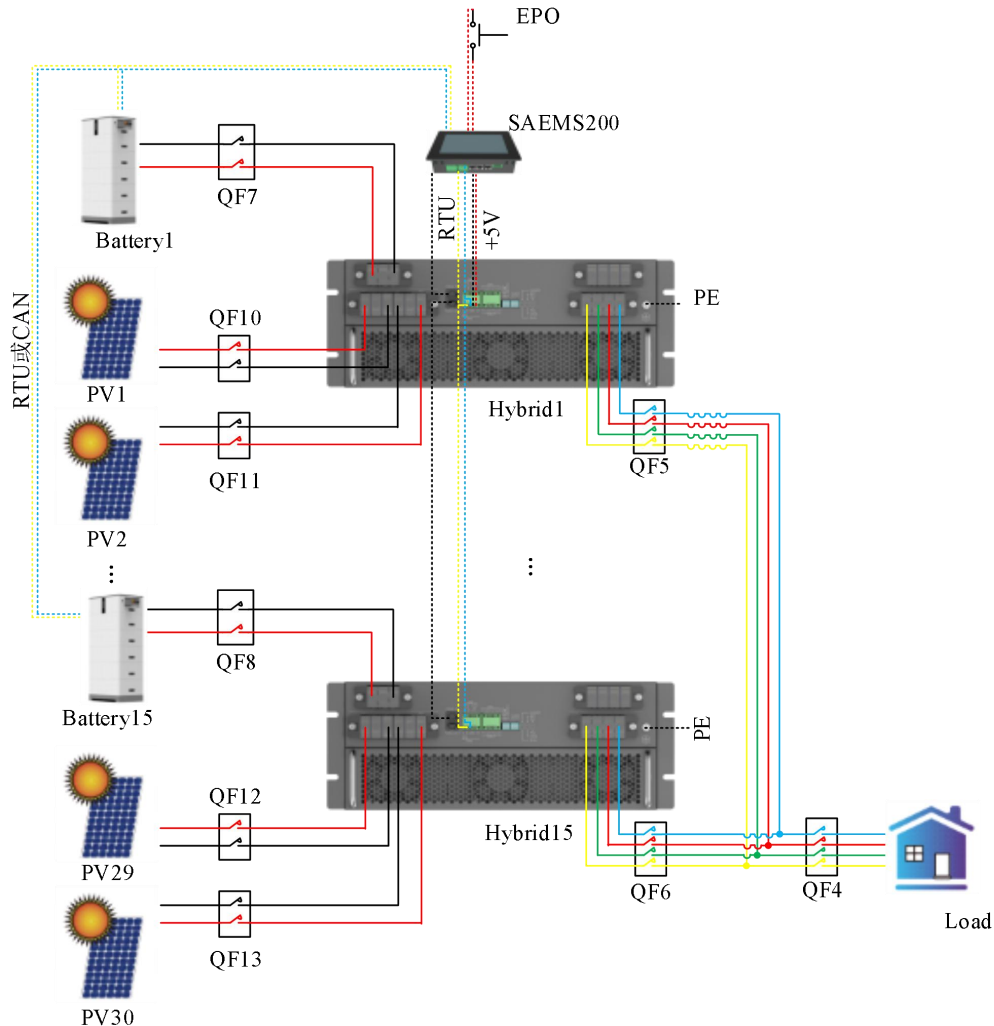 EPO
SAEMS200
QF7
Battery1
RTU
+5V
PE
QF10
RTU或CAN
PV1
Hybrid1
QF11
QF5
PV2
QF8
Battery15
PE
QF12
Hybrid15
PV29
QF6
QF4
Load
QF13
PV30